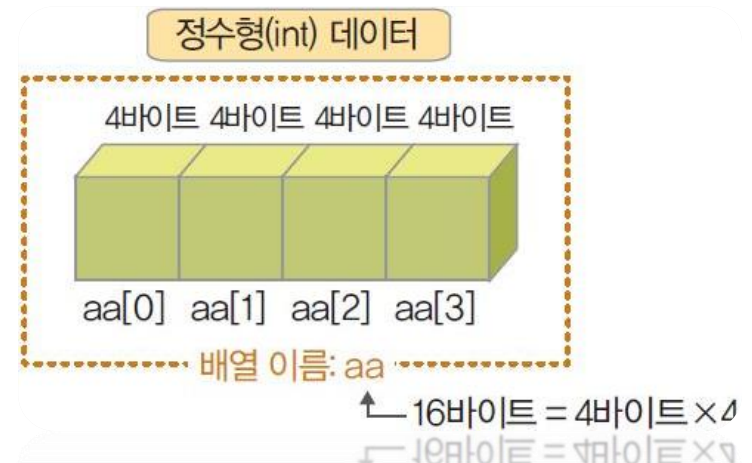 정수형(int) 데이터
4바이트 4바이트 4바이트 4바이트
aa[0] aa[1] aa[2] aa[3]
배열 이름: aa
16바이트 = 4바이트×4